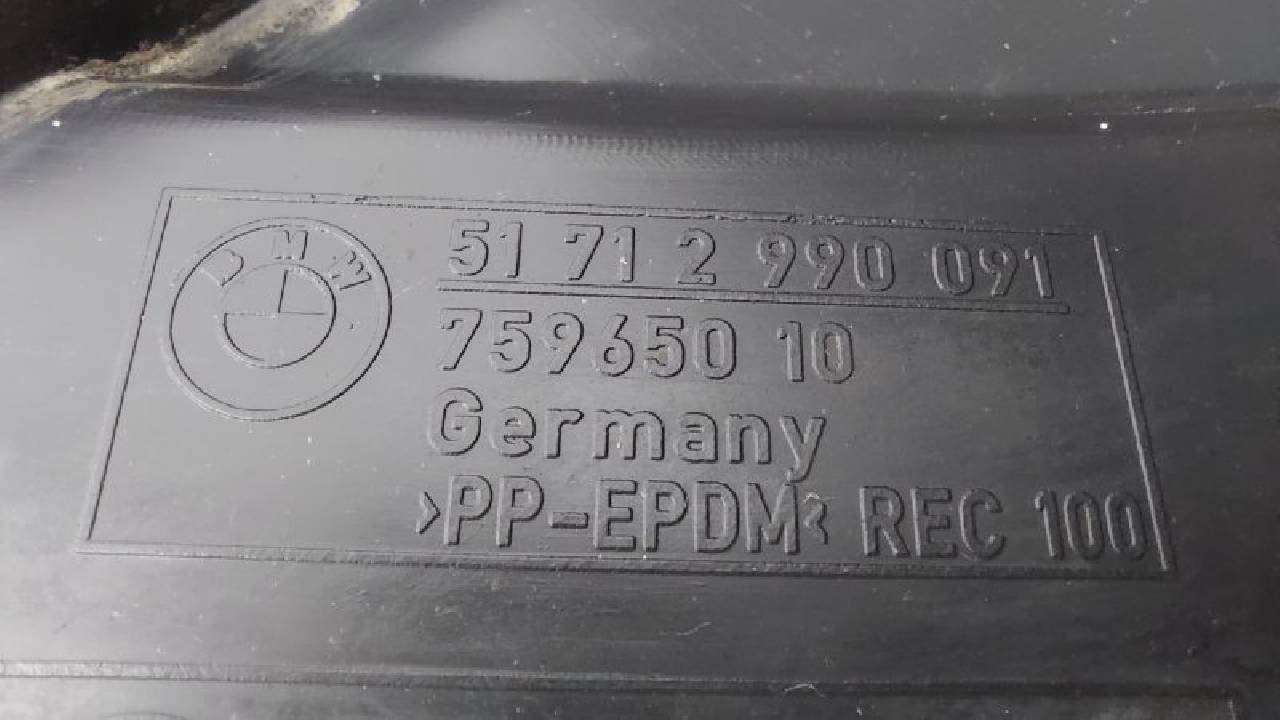 BMW
51 71 2 990 091
759650 10
Germany
>PP-EPDM< REC 100